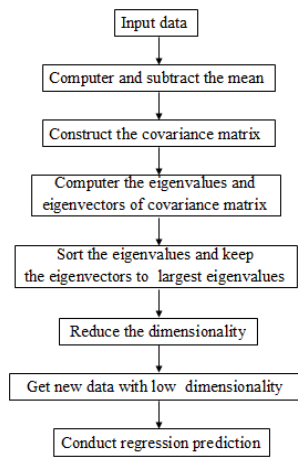 Input data
Computer and subtract the mean
Construct the covariance matrix
Computer the eigenvalues and
eigenvectors of covariance matrix
Sort the eigenvalues and keep
the eigenvectors to largest eigenvalues
Reduce the dimensionality
Get new data with low dimensionality
Conduct regression prediction